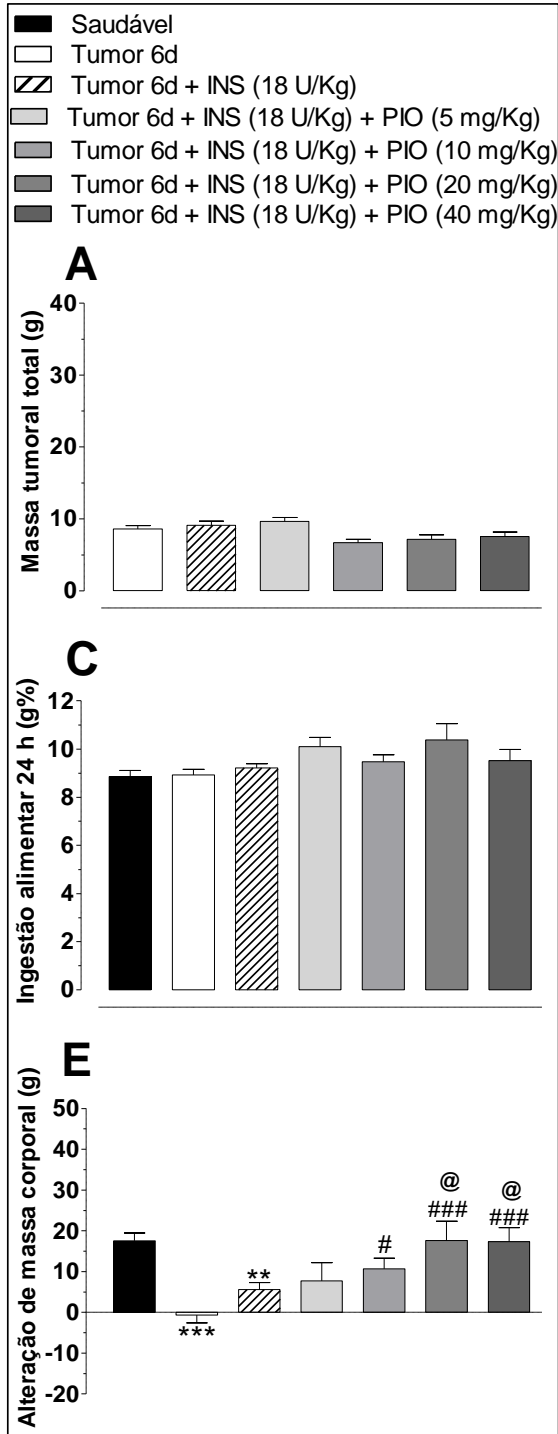 Saudável
Tumor 6d
Tumor 6d + INS (18 U/Kg)
Tumor 6d + INS (18 U/Kg) + PIO (5 mg/Kg)
Tumor 6d + INS (18 U/Kg) + PIO (10 mg/Kg)
Tumor 6d + INS (18 U/Kg) + PIO (20 mg/Kg)
Tumor 6d + INS (18 U/Kg) + PIO (40 mg/Kg)
A
Massa tumoral total (g)
40
30
20
10
0
C
Ingestão alimentar 24 h (g%)
12
10
8
6
4
2
0
E
Alteração de massa corporal (g)
50
40
30
20
10
0
-10
-20
***
**
#
@
###
@
###